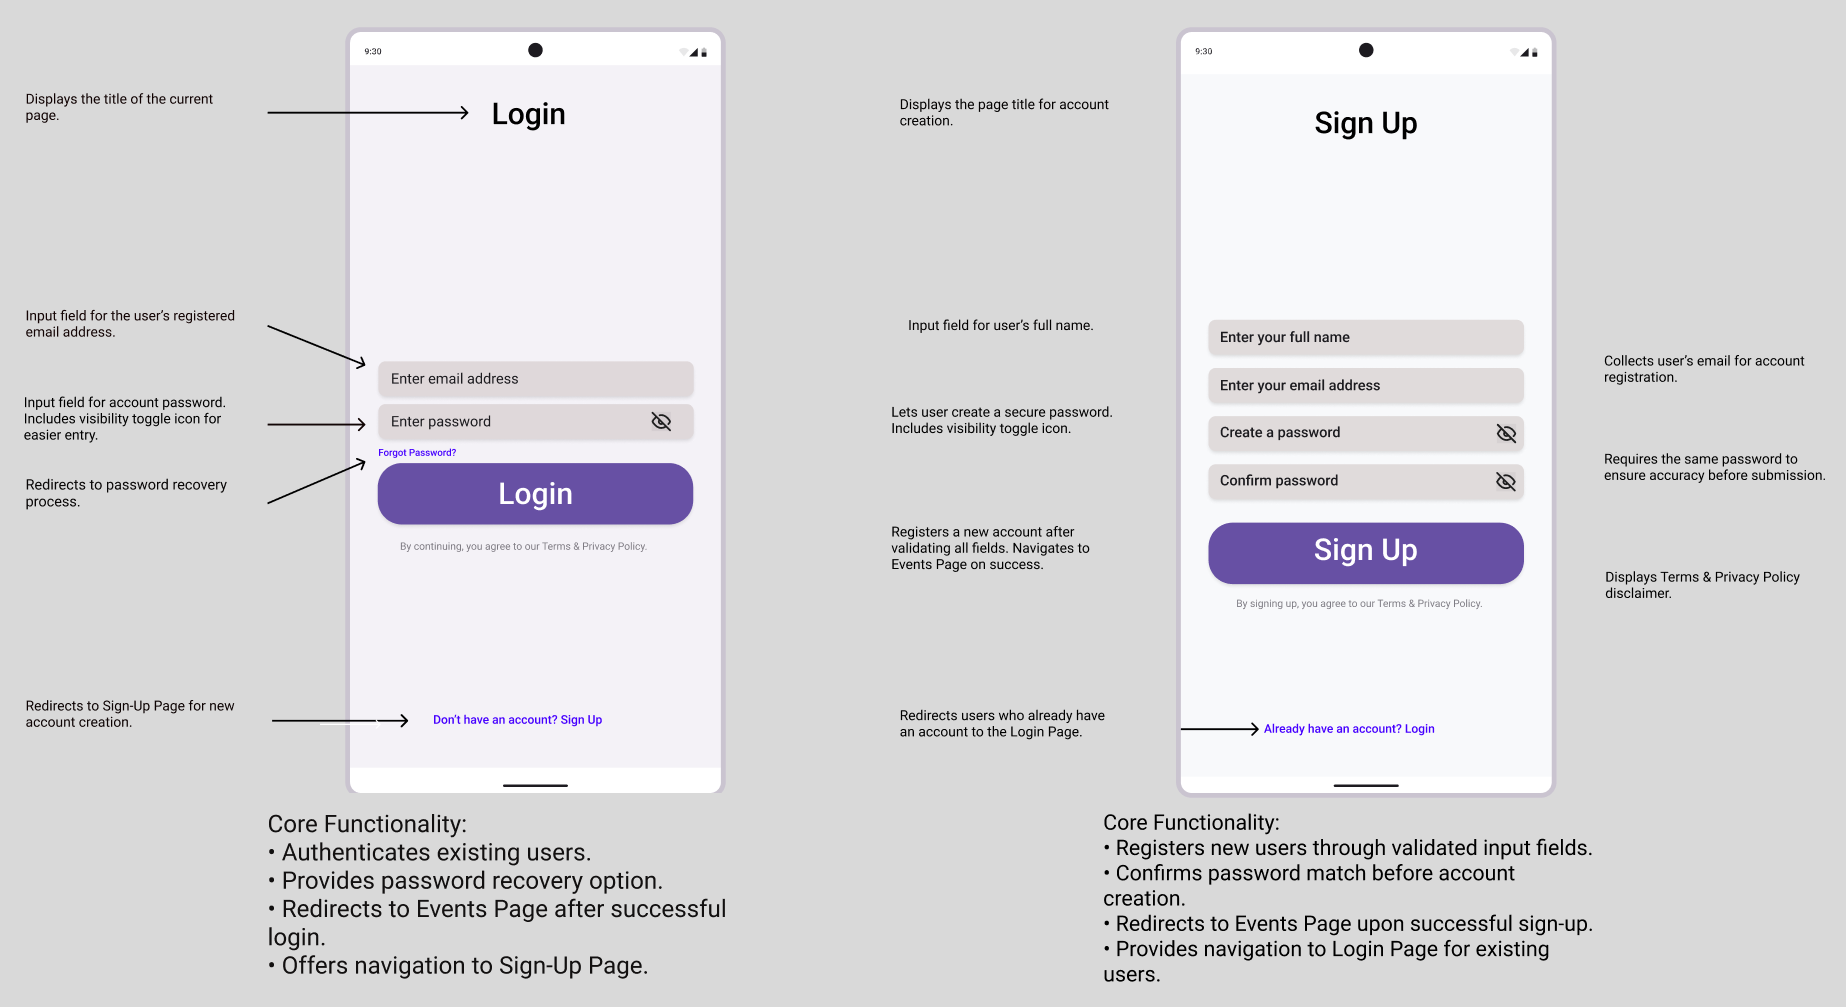 9:30
Displays the title of the current
page.
Login
Input field for the user's registered
email address.
Enter email address
Input field for account password.
Includes visibility toggle icon for
easier entry.
Enter password
Forgot Password?
Redirects to password recovery
process.
Login
By continuing, you agree to our Terms & Privacy Policy.
Redirects to Sign-Up Page for new
account creation.
Don't have an account? Sign Up
Core Functionality:
• Authenticates existing users.
• Provides password recovery option.
• Redirects to Events Page after successful
login.
• Offers navigation to Sign-Up Page.
9:30
Displays the page title for account
creation.
Sign Up
Input field for user's full name.
Enter your full name
Collects user's email for account
registration.
Enter your email address
Lets user create a secure password.
Includes visibility toggle icon.
Create a password
Requires the same password to
ensure accuracy before submission.
Confirm password
Registers a new account after
validating all fields. Navigates to
Events Page on success.
Sign Up
Displays Terms & Privacy Policy
disclaimer.
By signing up, you agree to our Terms & Privacy Policy.
Redirects users who already have
an account to the Login Page.
Already have an account? Login
Core Functionality:
• Registers new users through validated input fields.
• Confirms password match before account
creation.
• Redirects to Events Page upon successful sign-up.
• Provides navigation to Login Page for existing
users.